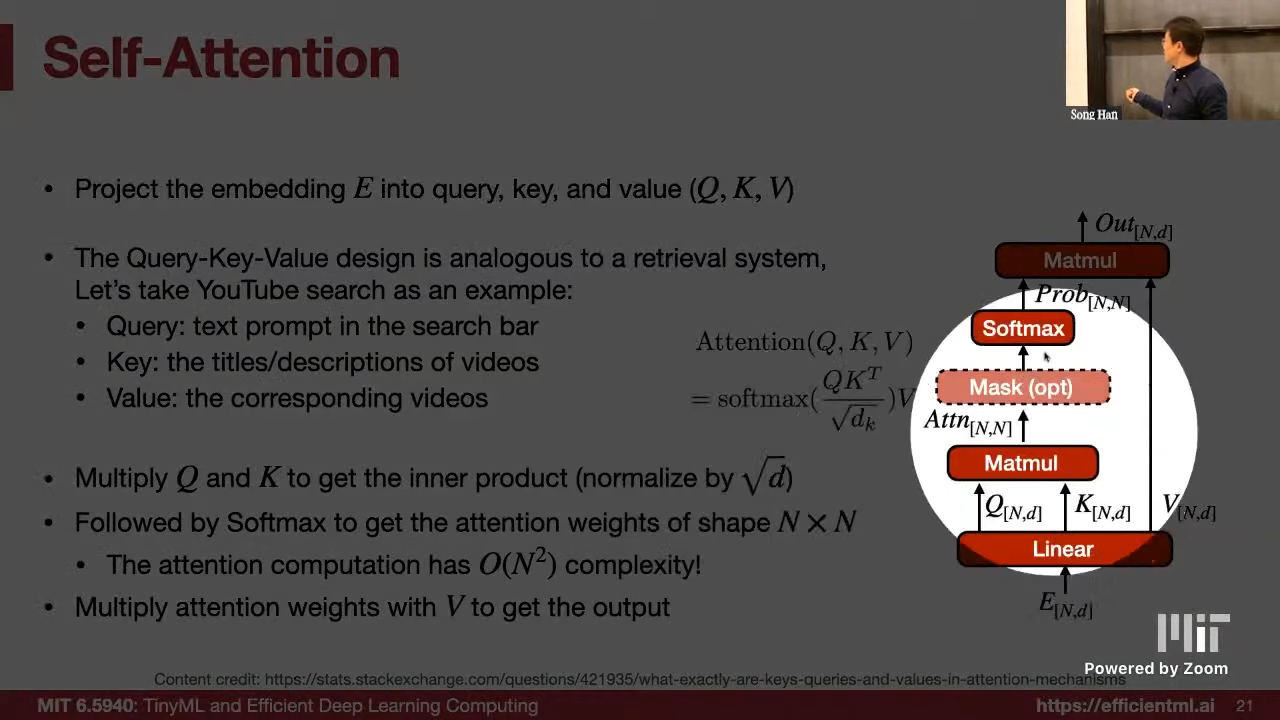 Self-Attention
Song Han
• Project the embedding E into query, key, and value (Q, K, V)
• The Query-Key-Value design is analogous to a retrieval system,
Let's take YouTube search as an example:
• Query: text prompt in the search bar
• Key: the titles/descriptions of videos
• Value: the corresponding videos
Attention(Q, K, V)
= softmax(QK^T/√d_k)V
• Multiply Q and K to get the inner product (normalize by √d)
• Followed by Softmax to get the attention weights of shape N × N
• The attention computation has O(N²) complexity!
• Multiply attention weights with V to get the output
Out[N,d]
Matmul
Prob[N,N]
Softmax
Mask (opt)
Attn[N,N]
Matmul
Q[N,d]
K[N,d]
V[N,d]
Linear
E[N,d]
MIT
Powered by Zoom
Content credit: https://stats.stackexchange.com/questions/421935/what-exactly-are-keys-queries-and-values-in-attention-mechanisms
MIT 6.5940: TinyML and Efficient Deep Learning Computing
https://efficientml.ai
21